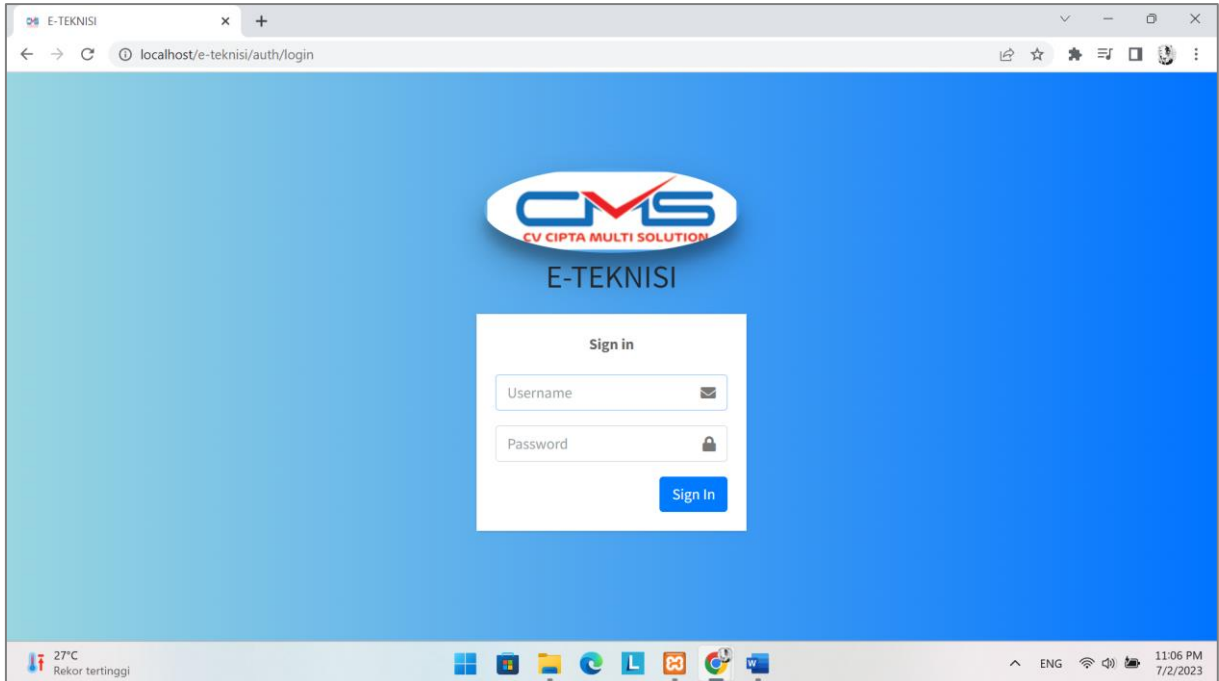 E-TEKNISI
localhost/e-teknisi/auth/login
CMS
CV CIPTA MULTI SOLUTION
E-TEKNISI
Sign in
Username
Password
Sign In
27°C
Rekor tertinggi
L
W
ENG
11:06 PM
7/2/2023